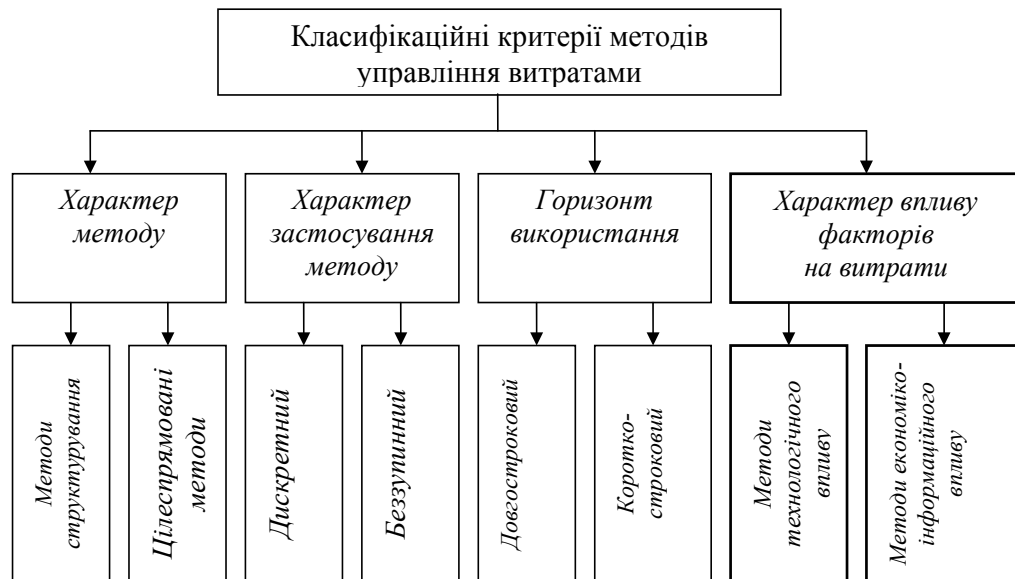 Класифікаційні критерії методів
управління витратами
Характер
методу
Характер
застосування
методу
Горизонт
використання
Характер впливу
факторів
на витрати
Методи
структурування
Цілеспрямовані
методи
Дискретний
Беззупинний
Довгостроковий
Коротко-
строковий
Методи
технологічного
впливу
Методи економіко-
інформаційного
впливу